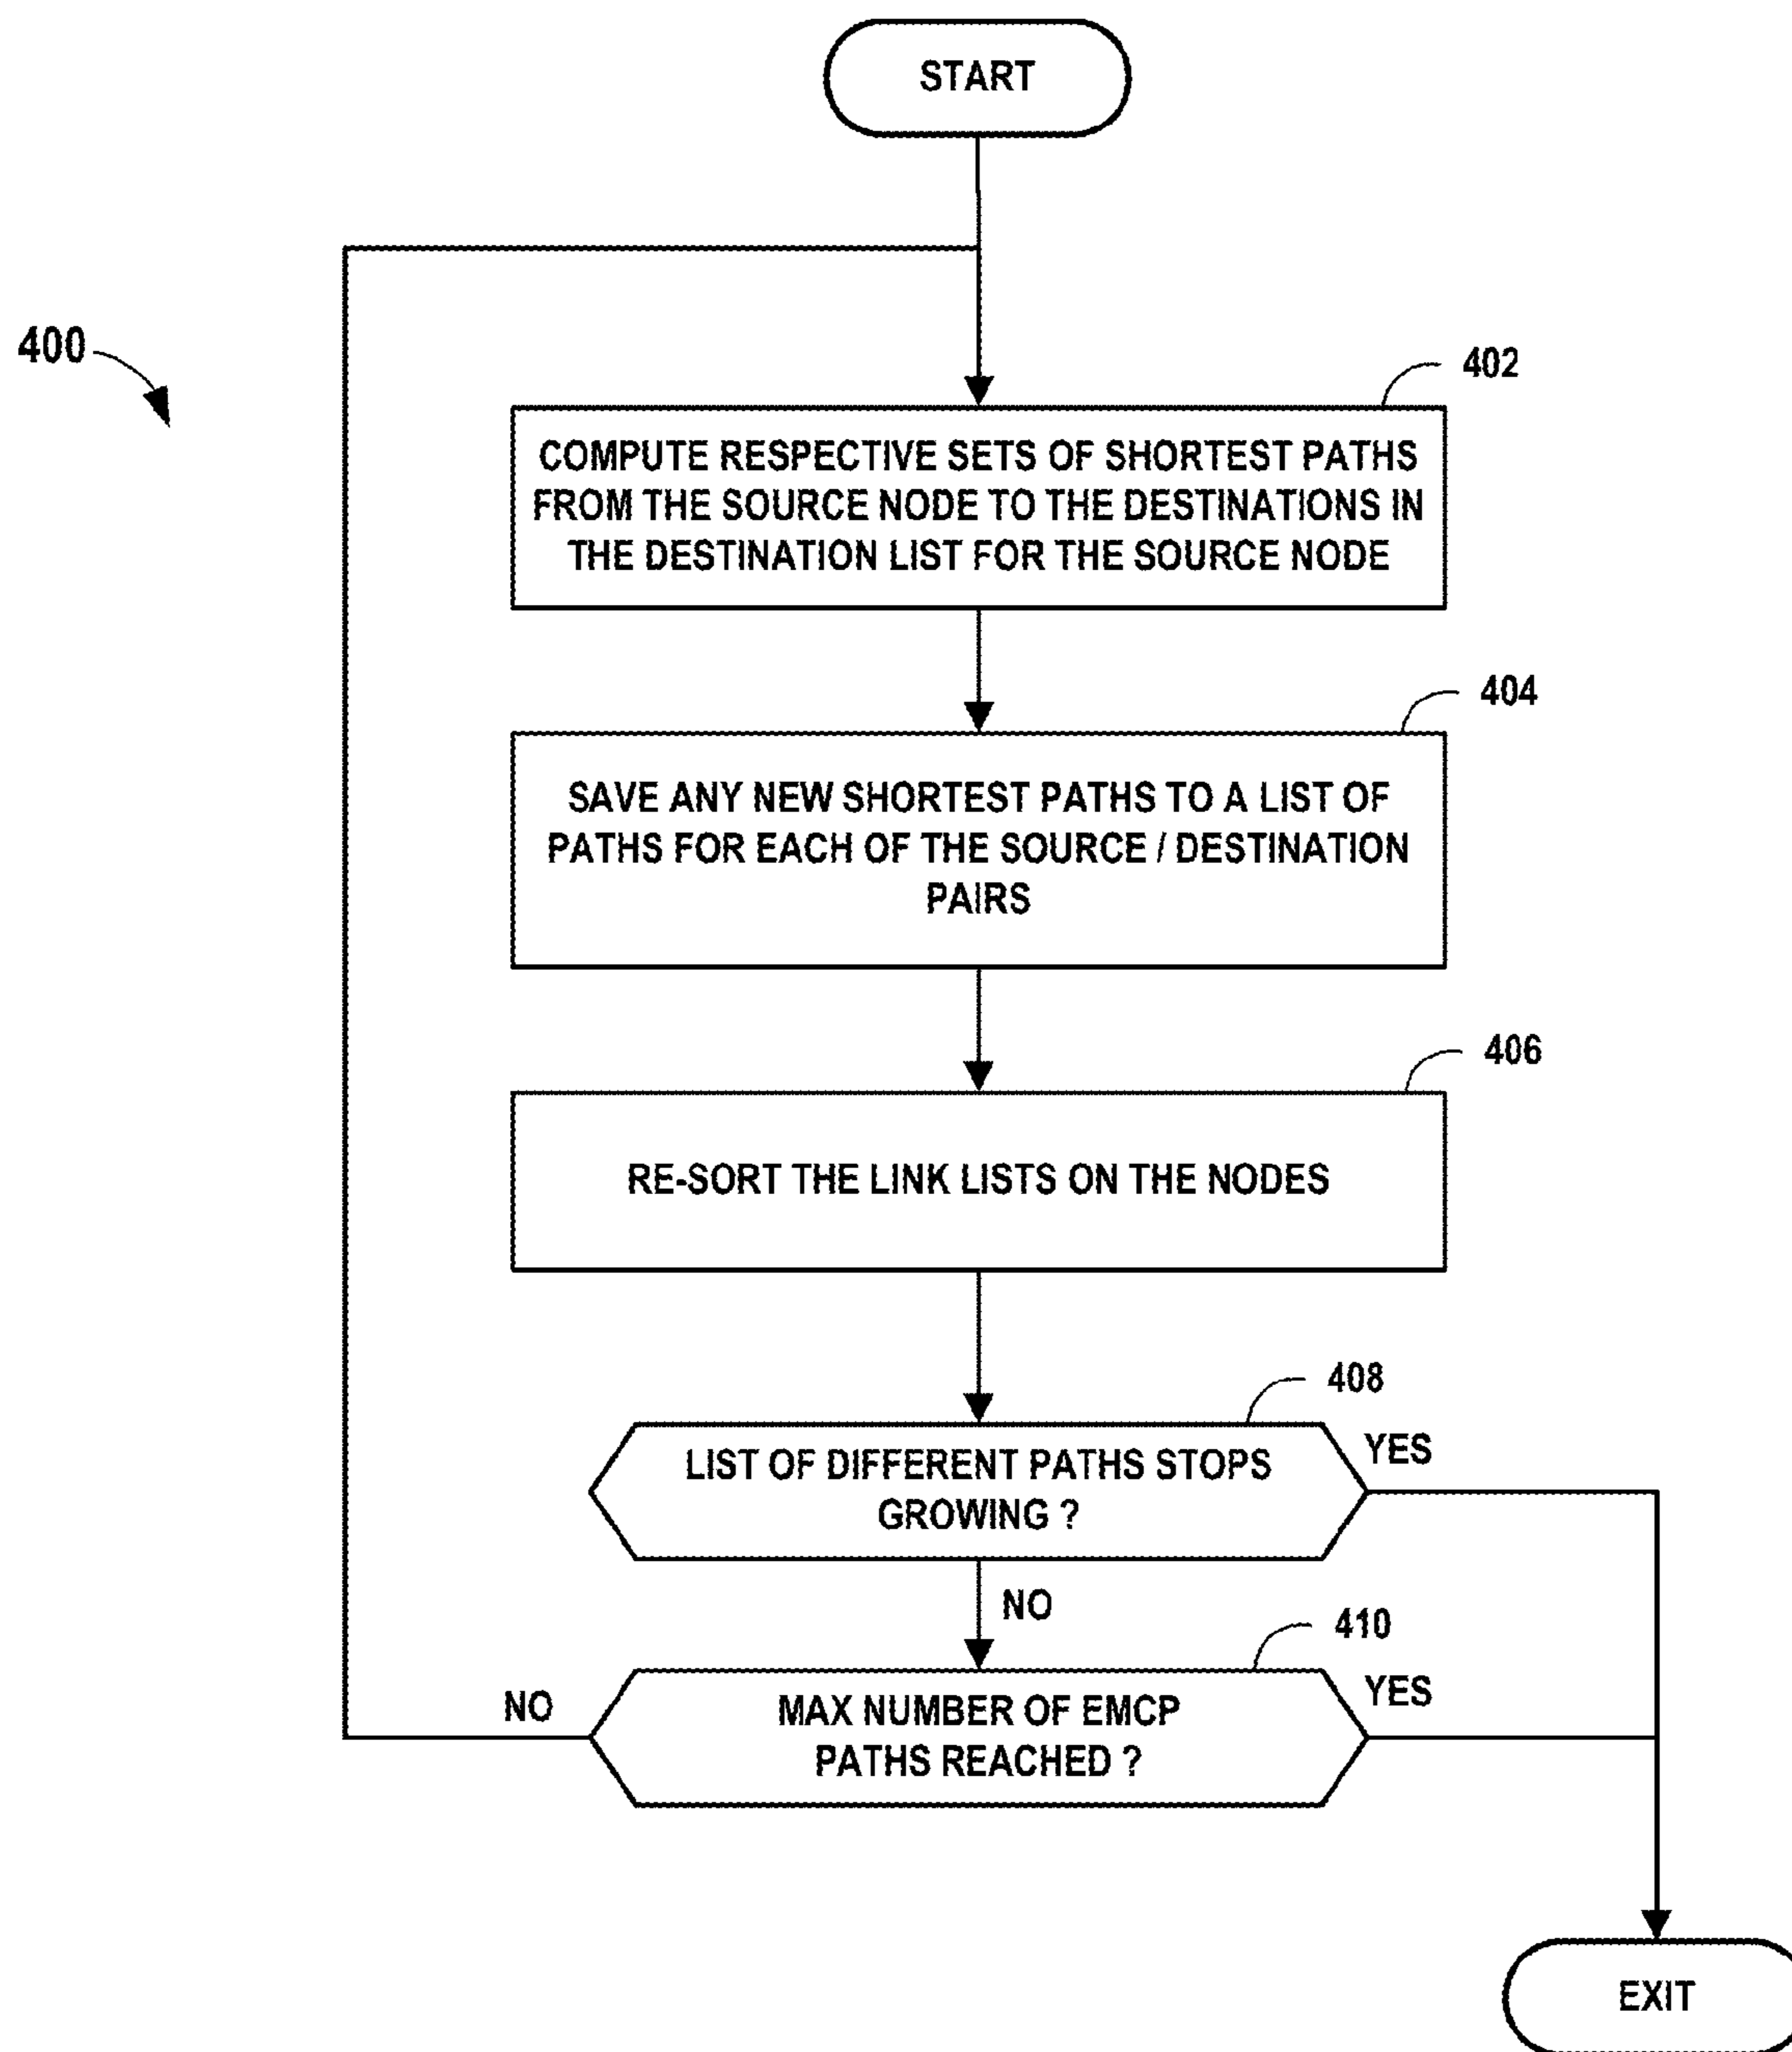 START
400
402
COMPUTE RESPECTIVE SETS OF SHORTEST PATHS
FROM THE SOURCE NODE TO THE DESTINATIONS IN
THE DESTINATION LIST FOR THE SOURCE NODE
404
SAVE ANY NEW SHORTEST PATHS TO A LIST OF
PATHS FOR EACH OF THE SOURCE / DESTINATION
PAIRS
406
RE-SORT THE LINK LISTS ON THE NODES
408
LIST OF DIFFERENT PATHS STOPS
GROWING ?
YES
NO
410
MAX NUMBER OF EMCP
PATHS REACHED ?
YES
NO
EXIT